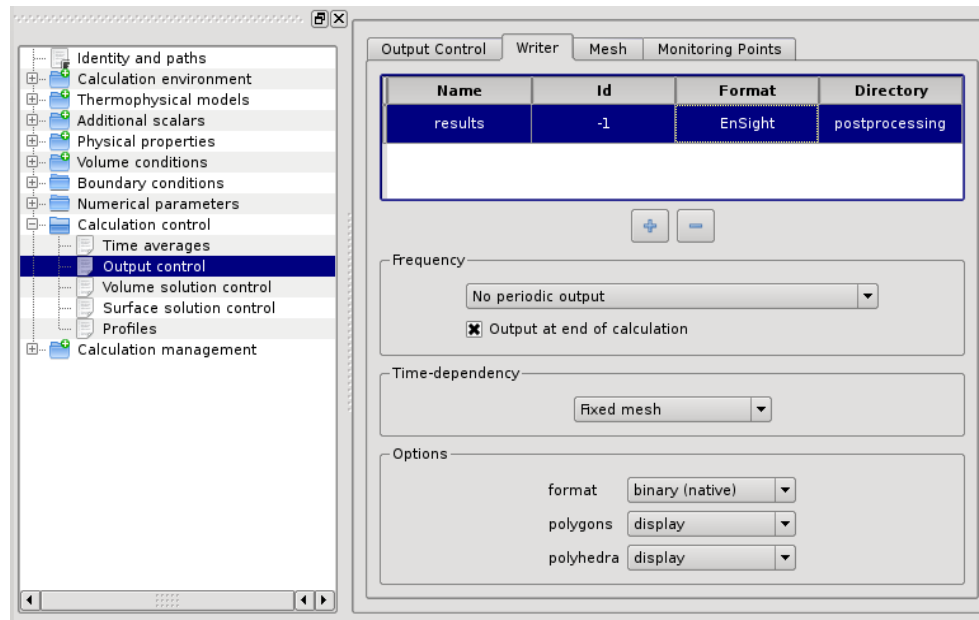 Identity and paths
Calculation environment
Thermophysical models
Additional scalars
Physical properties
Volume conditions
Boundary conditions
Numerical parameters
Calculation control
Time averages
Output control
Volume solution control
Surface solution control
Profiles
Calculation management
Output Control Writer Mesh Monitoring Points
Name Id Format Directory
results -1 EnSight postprocessing
Frequency
No periodic output
Output at end of calculation
Time-dependency
Fixed mesh
Options
format binary (native)
polygons display
polyhedra display